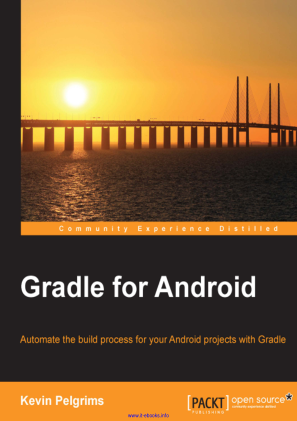 Community Experience Distilled
Gradle for Android
Automate the build process for your Android projects with Gradle
Kevin Pelgrims
[PACKT] open source*
PUBLISHING community experience distilled
www.it-ebooks.info